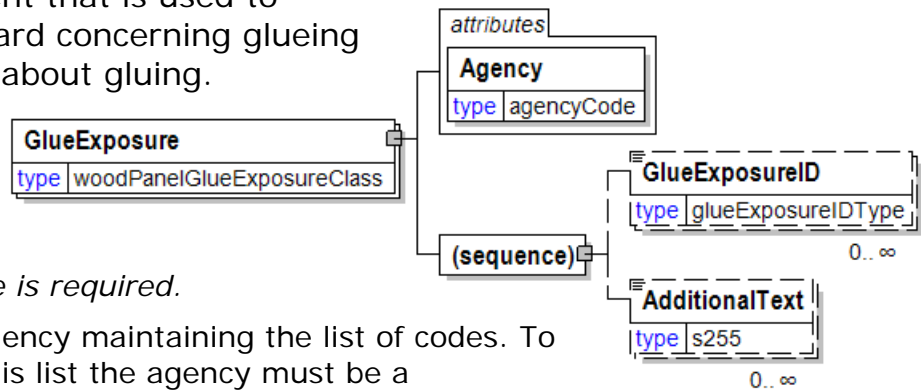 ent that is used to
ard concerning glueing
about gluing.
attributes
Agency
type agencyCode
GlueExposure
type woodPanelGlueExposureClass
GlueExposureID
type glueExposureIDType
0.. ∞
(sequence)
e is required.
AdditionalText
type s255
0.. ∞
ency maintaining the list of codes. To
is list the agency must be a